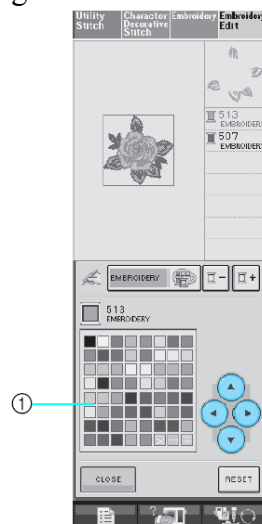 Utility Stitch
Character Decorative Stitch
Embroidery
Embroidery Edit
513
EMBROIDERY
507
EMBROIDERY
EMBROIDERY
513
EMBROIDERY
1
CLOSE
RESET